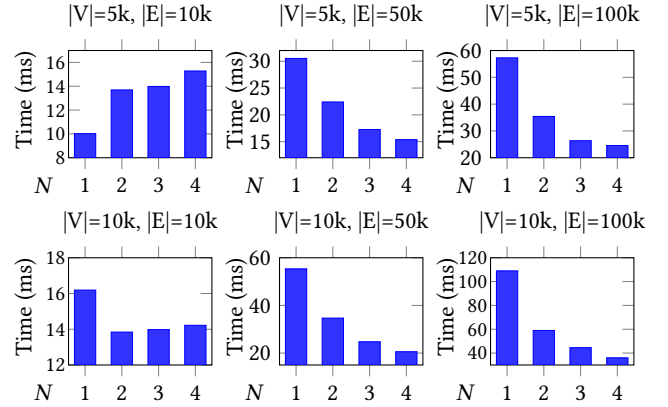 |V|=5k, |E|=10k
Time (ms)
16
14
12
10
8
N 1 2 3 4
|V|=5k, |E|=50k
Time (ms)
30
25
20
15
1 2 3 4
|V|=5k, |E|=100k
Time (ms)
60
50
40
30
20
1 2 3 4
|V|=10k, |E|=10k
Time (ms)
18
16
14
12
N 1 2 3 4
|V|=10k, |E|=50k
Time (ms)
60
40
20
N 1 2 3 4
|V|=10k, |E|=100k
Time (ms)
120
100
80
60
40
N 1 2 3 4